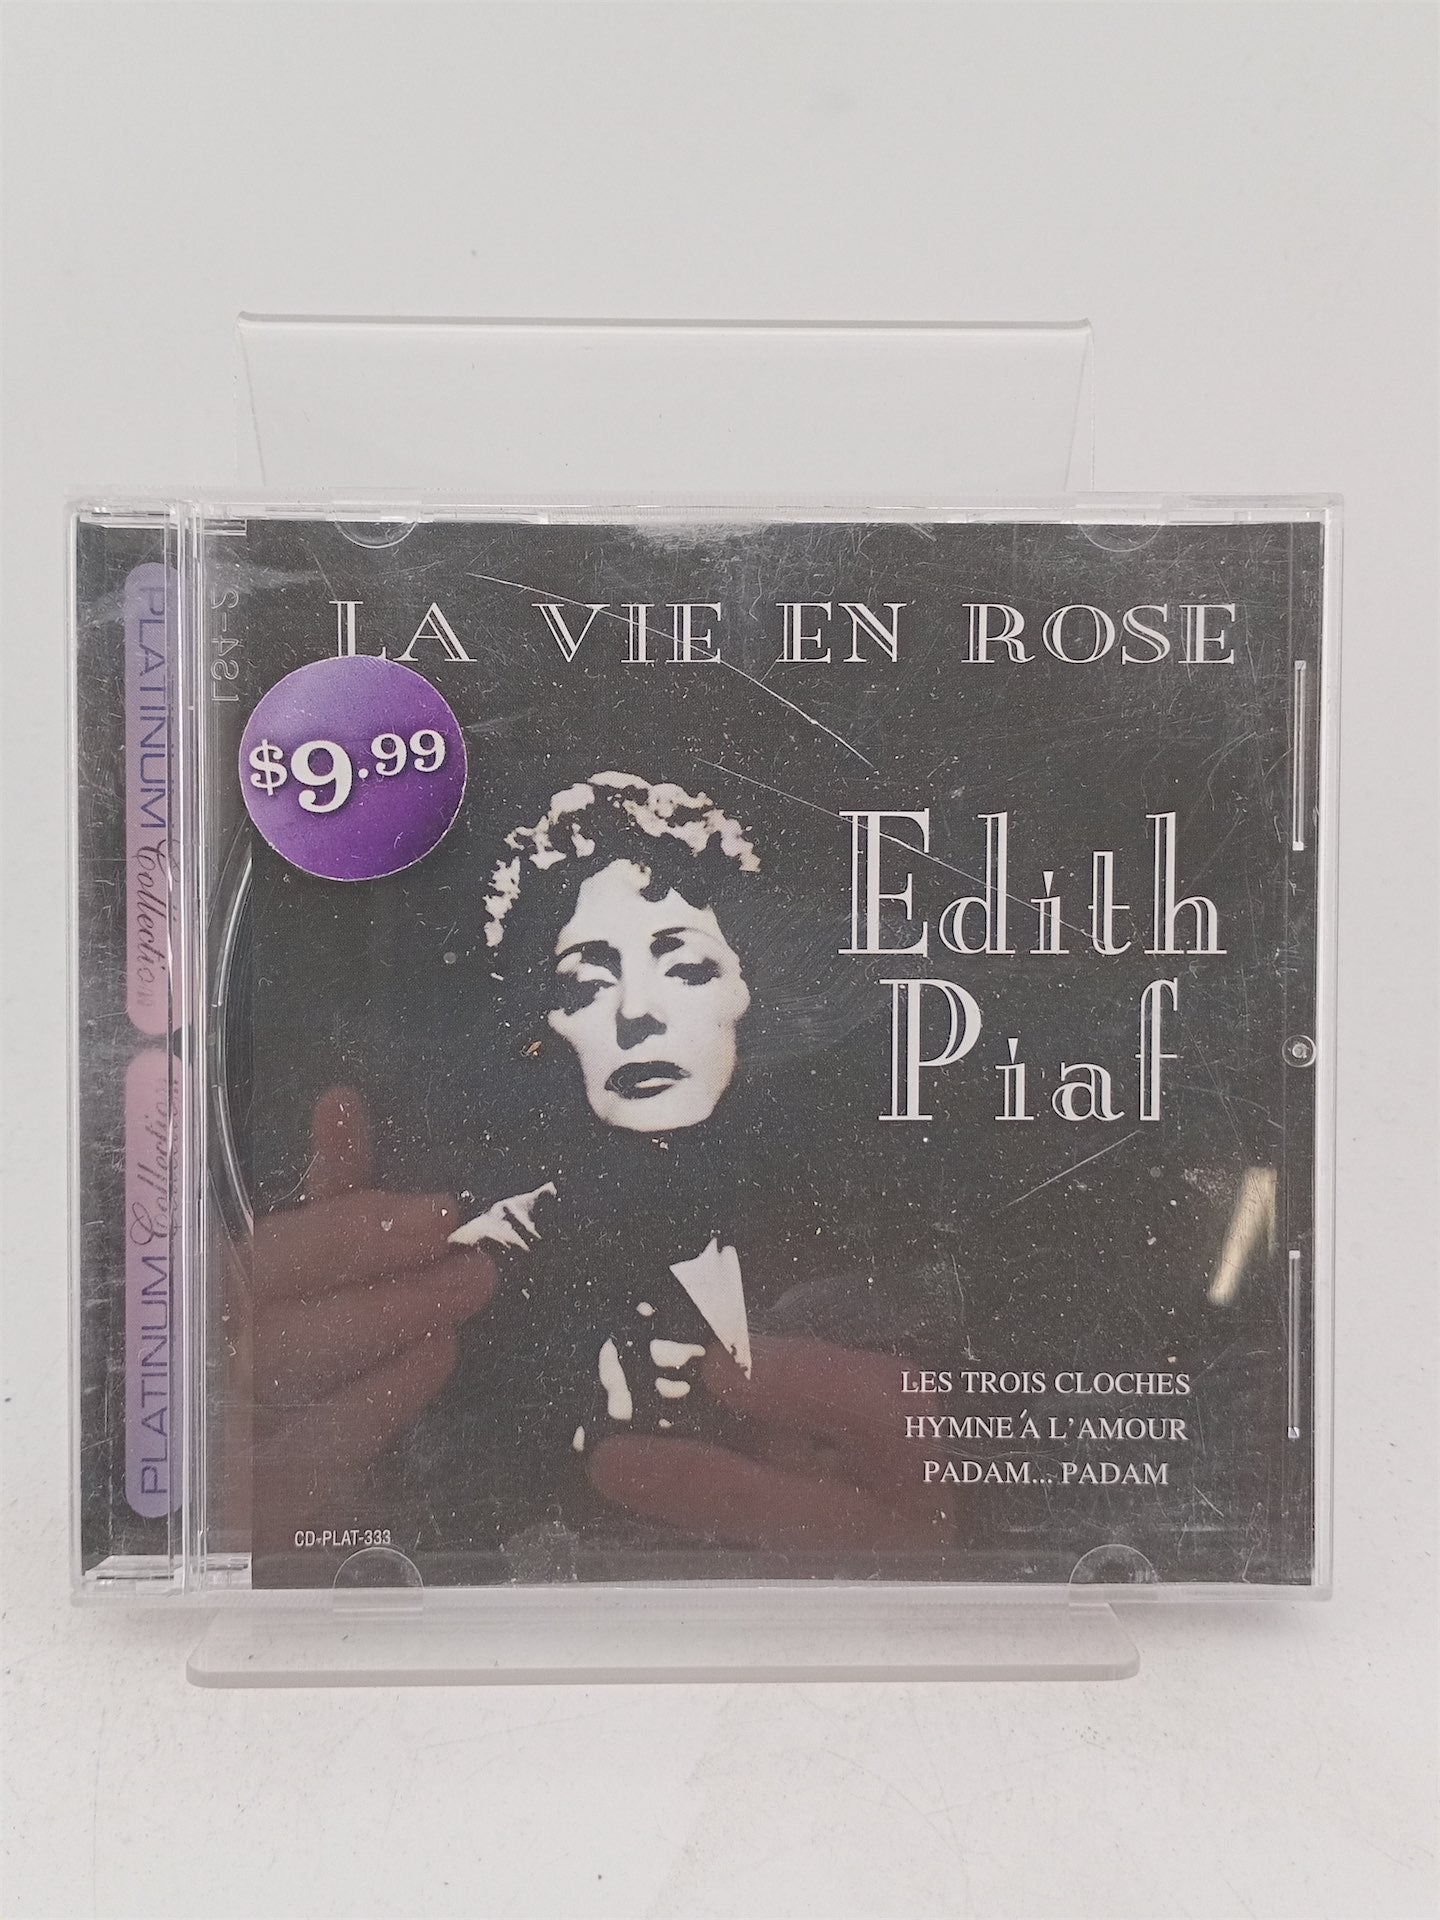 LA VIE EN ROSE
$9.99
Edith
Piaf
LES TROIS CLOCHES
HYMNE Á L'AMOUR
PADAM... PADAM
CD-PLAT-333
PLATINUM Collection
PLATINUM Collection